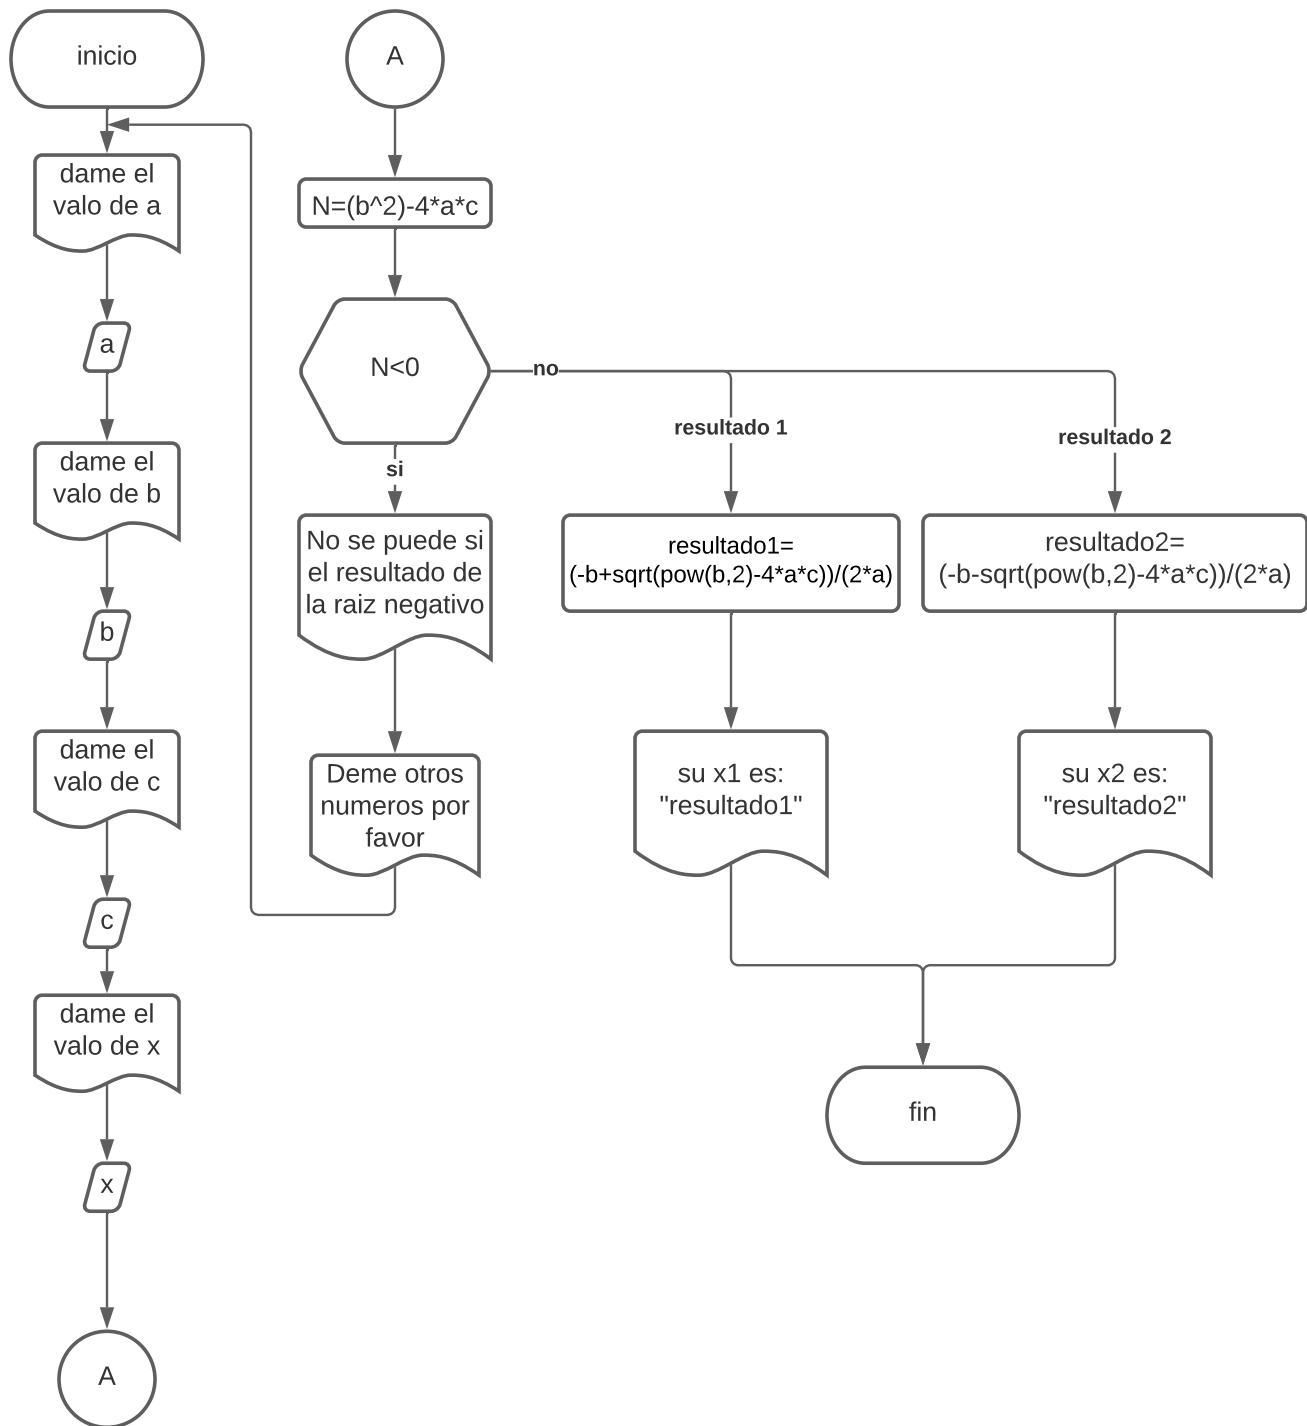 inicio
dame el
valo de a
a
dame el
valo de b
b
dame el
valo de c
c
dame el
valo de x
x
A
A
N=(b^2)-4*a*c
N<0
si
no
No se puede si
el resultado de
la raiz negativo
Deme otros
numeros por
favor
resultado 1
resultado1=
(-b+sqrt(pow(b,2)-4*a*c))/(2*a)
su x1 es:
"resultado1"
resultado 2
resultado2=
(-b-sqrt(pow(b,2)-4*a*c))/(2*a)
su x2 es:
"resultado2"
fin